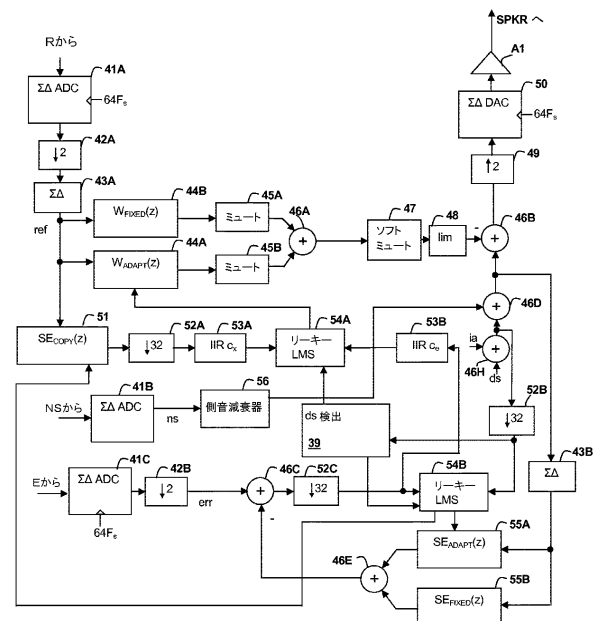 SPKR へ
Rから
A1
41A
50
ΣΔ ADC
64Fs
ΣΔ DAC
64Fs
42A
↓2
↑2
49
43A
ΣΔ
44B
45A
ref
WFIXED(z)
ミュート
46A
47
48
46B
+
ソフト
ミュート
lim
-
+
44A
45B
WADAPT(z)
ミュート
46D
+
51
52A
53A
54A
53B
SECOPY(z)
↓32
IIR cx
リーキー
LMS
IIR ce
ia
+
46H
ds
41B
56
NSから
ΣΔ ADC
ns
側音減衰器
ds 検出
39
52B
↓32
43B
ΣΔ
41C
42B
46C
52C
54B
Eから
ΣΔ ADC
↓2
err
+
↓32
リーキー
LMS
64Fs
-
55A
SEADAPT(z)
46E
+
55B
SEFIXED(z)